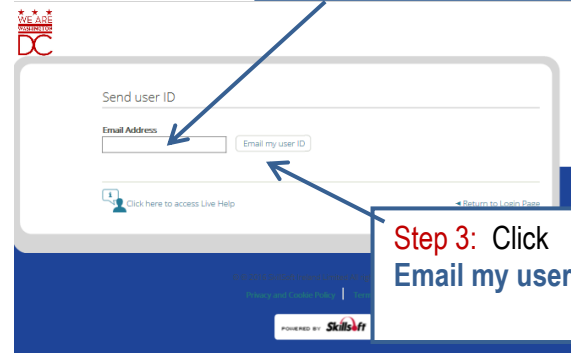 WE ARE
WASHINGTON
DC
Send user ID
Email Address
Email my user ID
Click here to access Live Help
◄ Return to Login Page
Step 3: Click
Email my user
Privacy and Cookie Policy |
POWERED BY Skillsoft